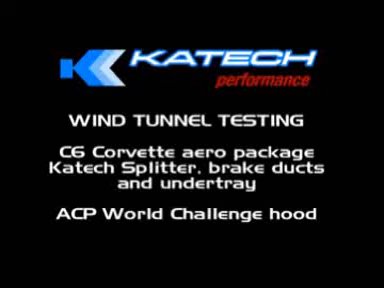 KATECH
performance
WIND TUNNEL TESTING
C6 Corvette aero package
Katech Splitter, brake ducts
and undertray
ACP World Challenge hood